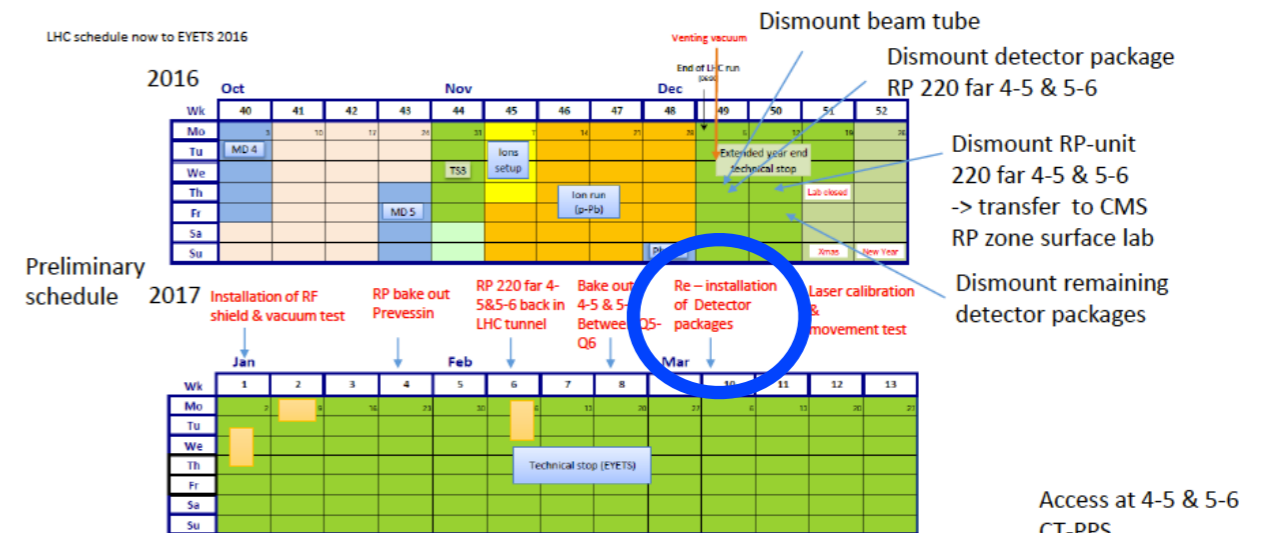 LHC schedule now to EYETS 2016
Venting vacuum
Dismount beam tube
Dismount detector package
RP 220 far 4-5 & 5-6
End of LHC run
2016
Oct Nov Dec
Wk 40 41 42 43 44 45 46 47 48 49 50 51 52
Mo 3 10 17 31 7 14 21 28 12 19 26
Tu MD 4 Ions Extended year end
We TS3 setup technical stop
Th Ion run Lab closed
Fr MD 5 (p-Pb)
Sa
Su Xmas New Year
Dismount RP-unit
220 far 4-5 & 5-6
-> transfer to CMS
RP zone surface lab
Dismount remaining
detector packages
Preliminary
schedule
2017
Installation of RF
shield & vacuum test
RP bake out
Prevessin
RP 220 far 4-
5&5-6 back in
LHC tunnel
Bake out
4-5 & 5-
Between Q5-
Q6
Re – installation
of Detector
packages
Laser calibration
&
movement test
Jan Feb Mar
Wk 1 2 3 4 5 6 7 8 10 11 12 13
Mo 2 9 16 23 30 6 20 27 6 20
Tu
We
Th Technical stop (EYETS)
Fr
Sa
Su
Access at 4-5 & 5-6
CT-PPS